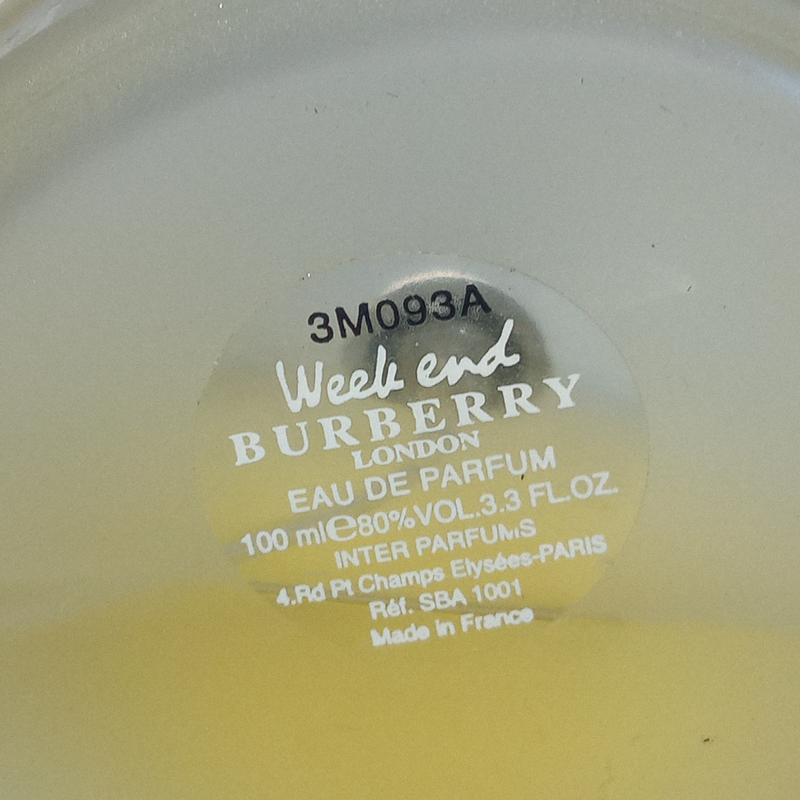 3M093A
Week end
BURBERRY
LONDON
EAU DE PARFUM
100 ml℮80%VOL.3.3 FL.OZ.
INTER PARFUMS
4.Rd Pt Champs Elysées-PARIS
Réf. SBA 1001
Made in France